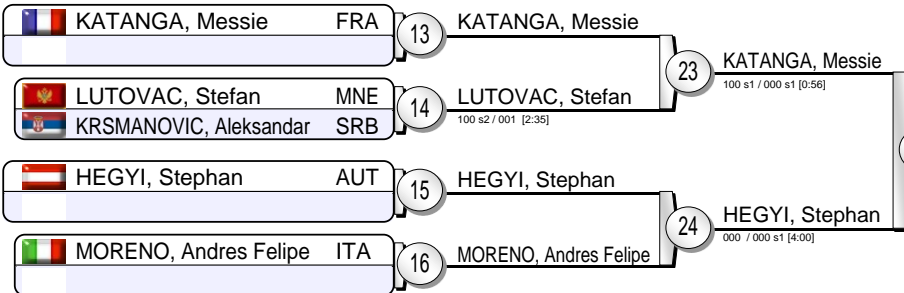 KATANGA, Messie FRA
13
KATANGA, Messie
LUTOVAC, Stefan MNE
KRSMANOVIC, Aleksandar SRB
14
LUTOVAC, Stefan
100 s2 / 001 [2:35]
23
KATANGA, Messie
100 s1 / 000 s1 [0:56]
HEGYI, Stephan AUT
15
HEGYI, Stephan
MORENO, Andres Felipe ITA
16
MORENO, Andres Felipe
24
HEGYI, Stephan
000 / 000 s1 [4:00]